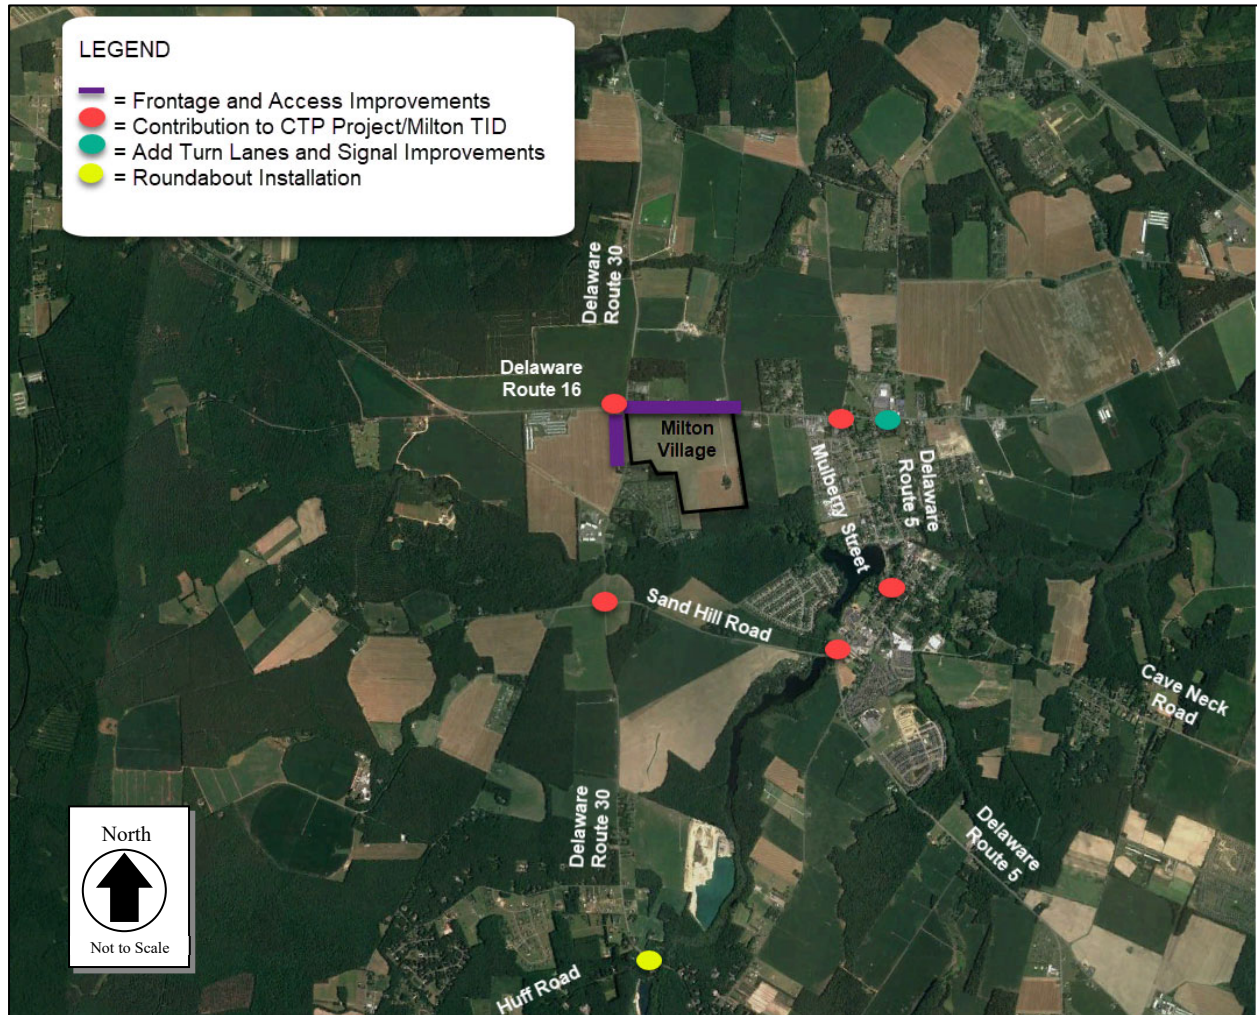 LEGEND
= Frontage and Access Improvements
= Contribution to CTP Project/Milton TID
= Add Turn Lanes and Signal Improvements
= Roundabout Installation
Delaware
Route 30
Delaware
Route 16
Milton
Village
Mulberry Street
Delaware
Route 5
Sand Hill Road
Cave Neck
Road
Delaware
Route 30
Delaware
Route 5
North
Not to Scale
Huff Road